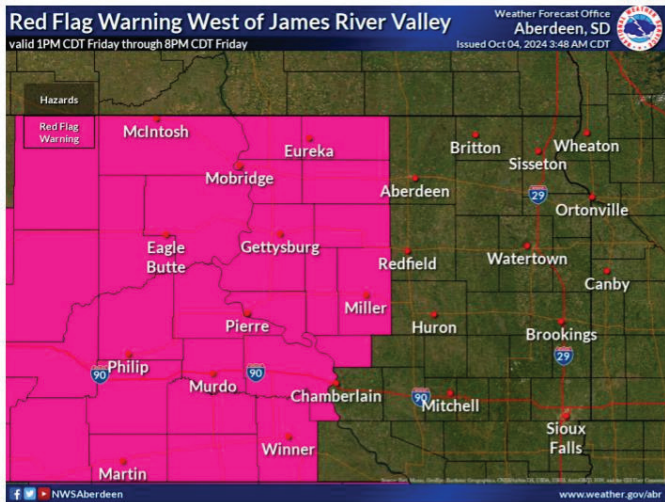 Red Flag Warning West of James River Valley
valid 1PM CDT Friday through 8PM CDT Friday
Weather Forecast Office
Aberdeen, SD
Issued Oct 04, 2024 3:48 AM CDT
Hazards
Red Flag
Warning
McIntosh
Eureka
Britton
Wheaton
Sisseton
Mobridge
Aberdeen
29
Ortonville
Eagle
Butte
Gettysburg
Redfield
Watertown
Canby
Miller
Pierre
Huron
Brookings
Philip
29
90
Murdo
90
Chamberlain
90
Mitchell
Sioux
Falls
Winner
Martin
NWSAberdeen
www.weather.gov/abr